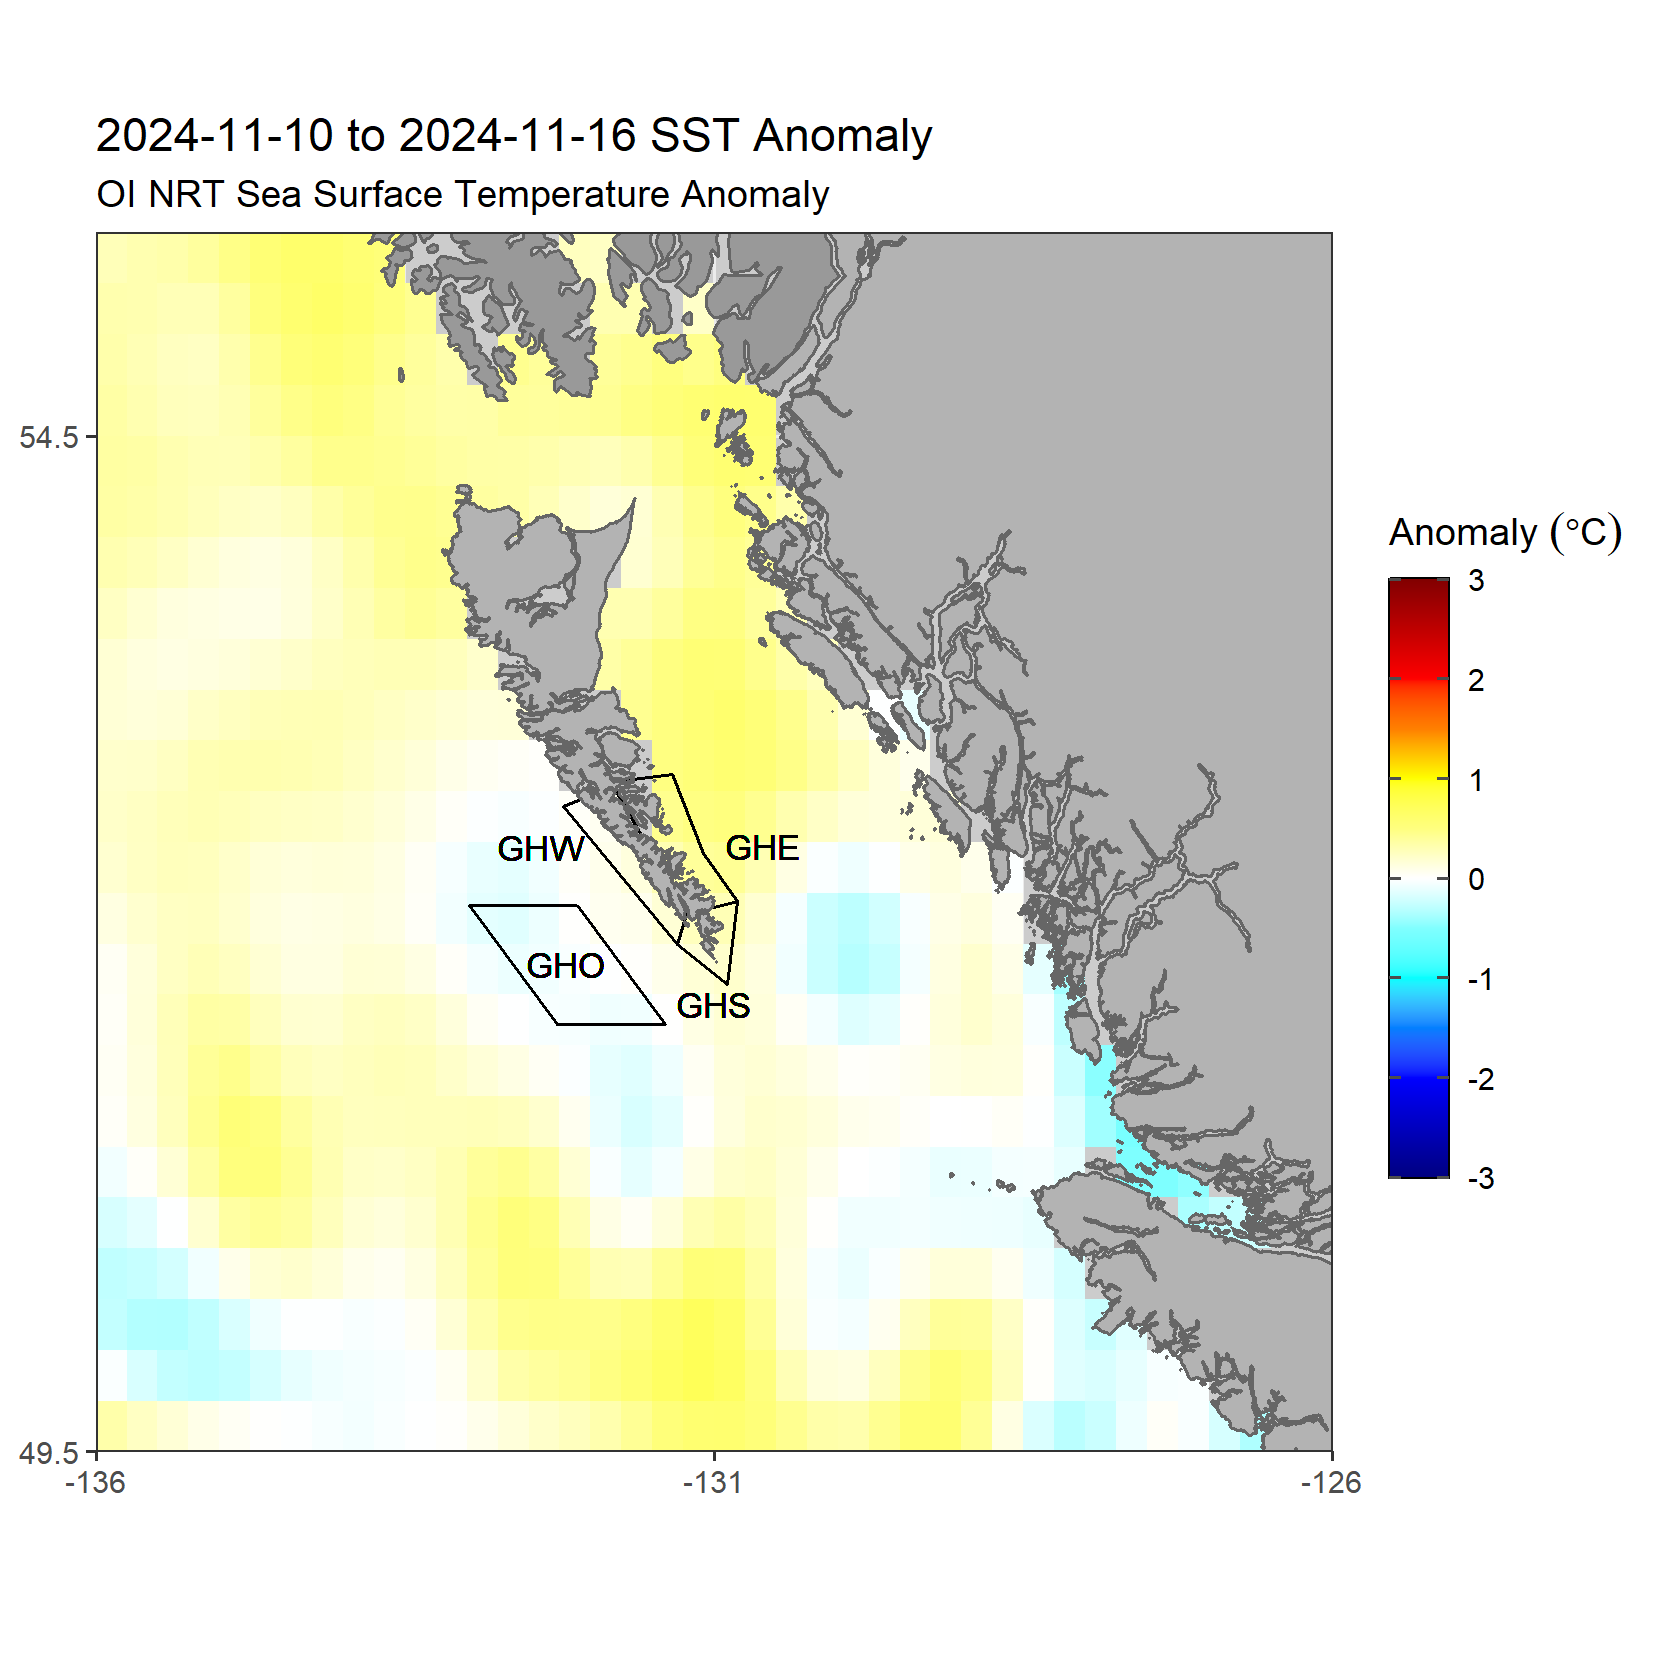 2024-11-10 to 2024-11-16 SST Anomaly
OI NRT Sea Surface Temperature Anomaly
54.5
49.5
-136
-131
-126
GHW
GHE
GHO
GHS
Anomaly (°C)
3
2
1
0
-1
-2
-3